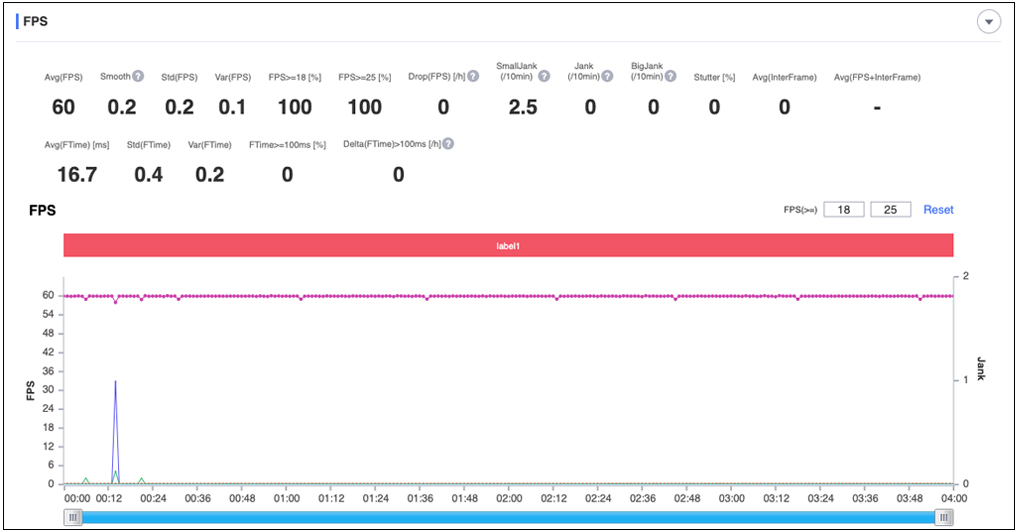 FPS
Avg(FPS) Smooth ? Std(FPS) Var(FPS) FPS>=18 [%] FPS>=25 [%] Drop(FPS) [/h] ? SmallJank (/10min) ? Jank (/10min) ? BigJank (/10min) ? Stutter [%] Avg(InterFrame) Avg(FPS+InterFrame)
60 0.2 0.2 0.1 100 100 0 2.5 0 0 0 0 -
Avg(FTime) [ms] Std(FTime) Var(FTime) FTime>=100ms [%] Delta(FTime)>100ms [/h] ?
16.7 0.4 0.2 0 0
FPS FPS(>=) 18 25 Reset
label1
2
60
54
48
42
36
1
30
24
18
12
6
0 0
FPS
Jank
00:00 00:12 00:24 00:36 00:48 01:00 01:12 01:24 01:36 01:48 02:00 02:12 02:24 02:36 02:48 03:00 03:12 03:24 03:36 03:48 04:00